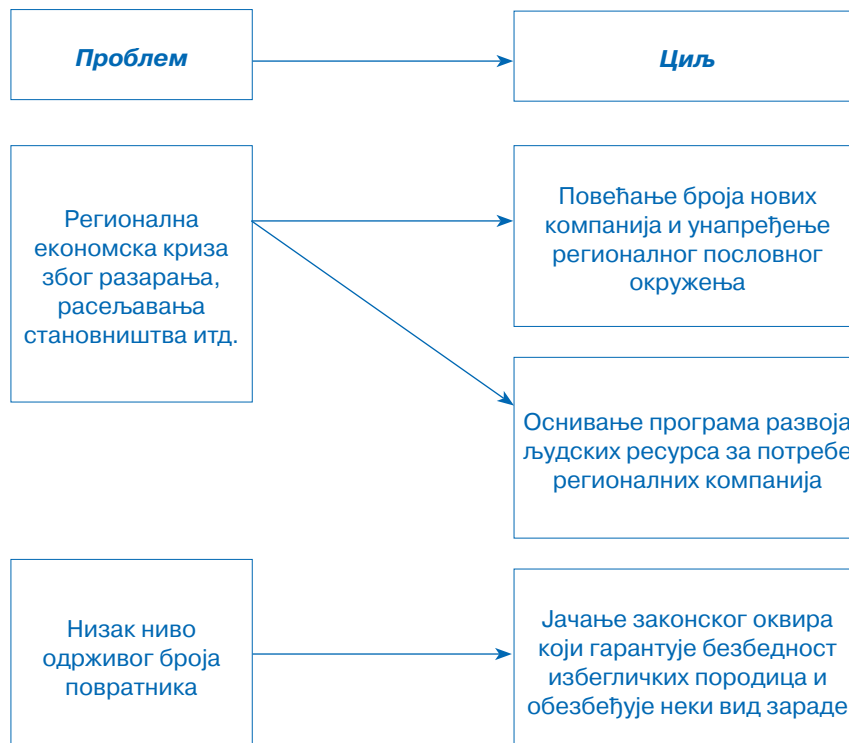 Проблем
Циљ
Регионална
економска криза
због разарања,
расељавања
становништва итд.
Повећање броја нових
компанија и унапређење
регионалног пословног
окружења
Оснивање програма развоја
људских ресурса за потребе
регионалних компанија
Низак ниво
одрживог броја
повратника
Јачање законског оквира
који гарантује безбедност
избегличких породица и
обезбеђује неки вид зараде